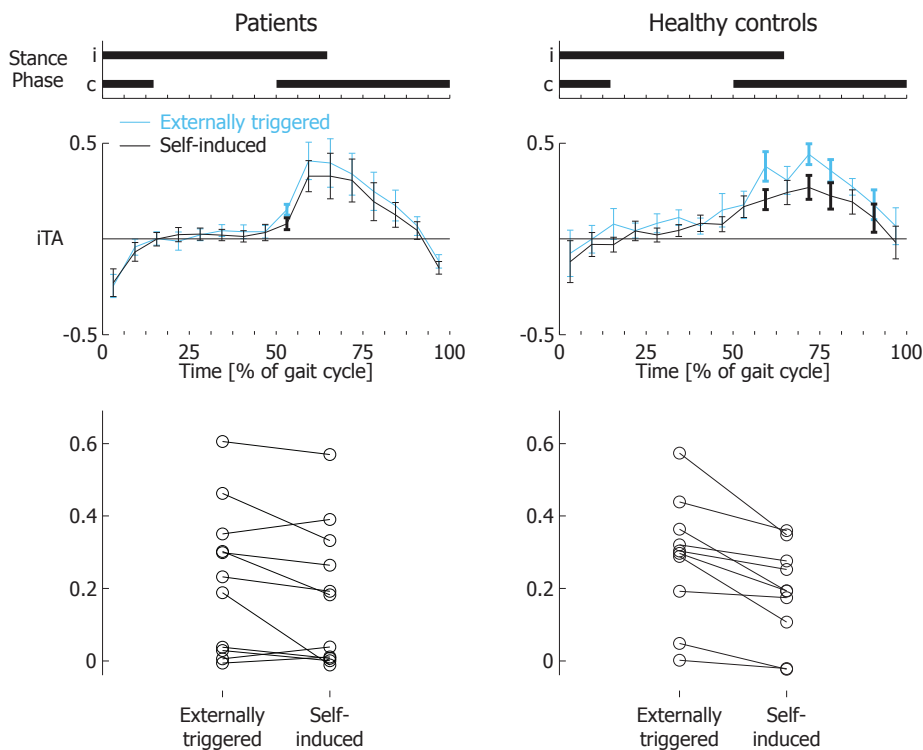 Patients
Healthy controls
Stance
Phase
i
c
i
c
Externally triggered
Self-induced
0.5
iTA
-0.5
0 25 50 75 100
Time [% of gait cycle]
0.5
-0.5
0 25 50 75 100
Time [% of gait cycle]
0.6
0.4
0.2
0
Externally
triggered
Self-
induced
0.6
0.4
0.2
0
Externally
triggered
Self-
induced